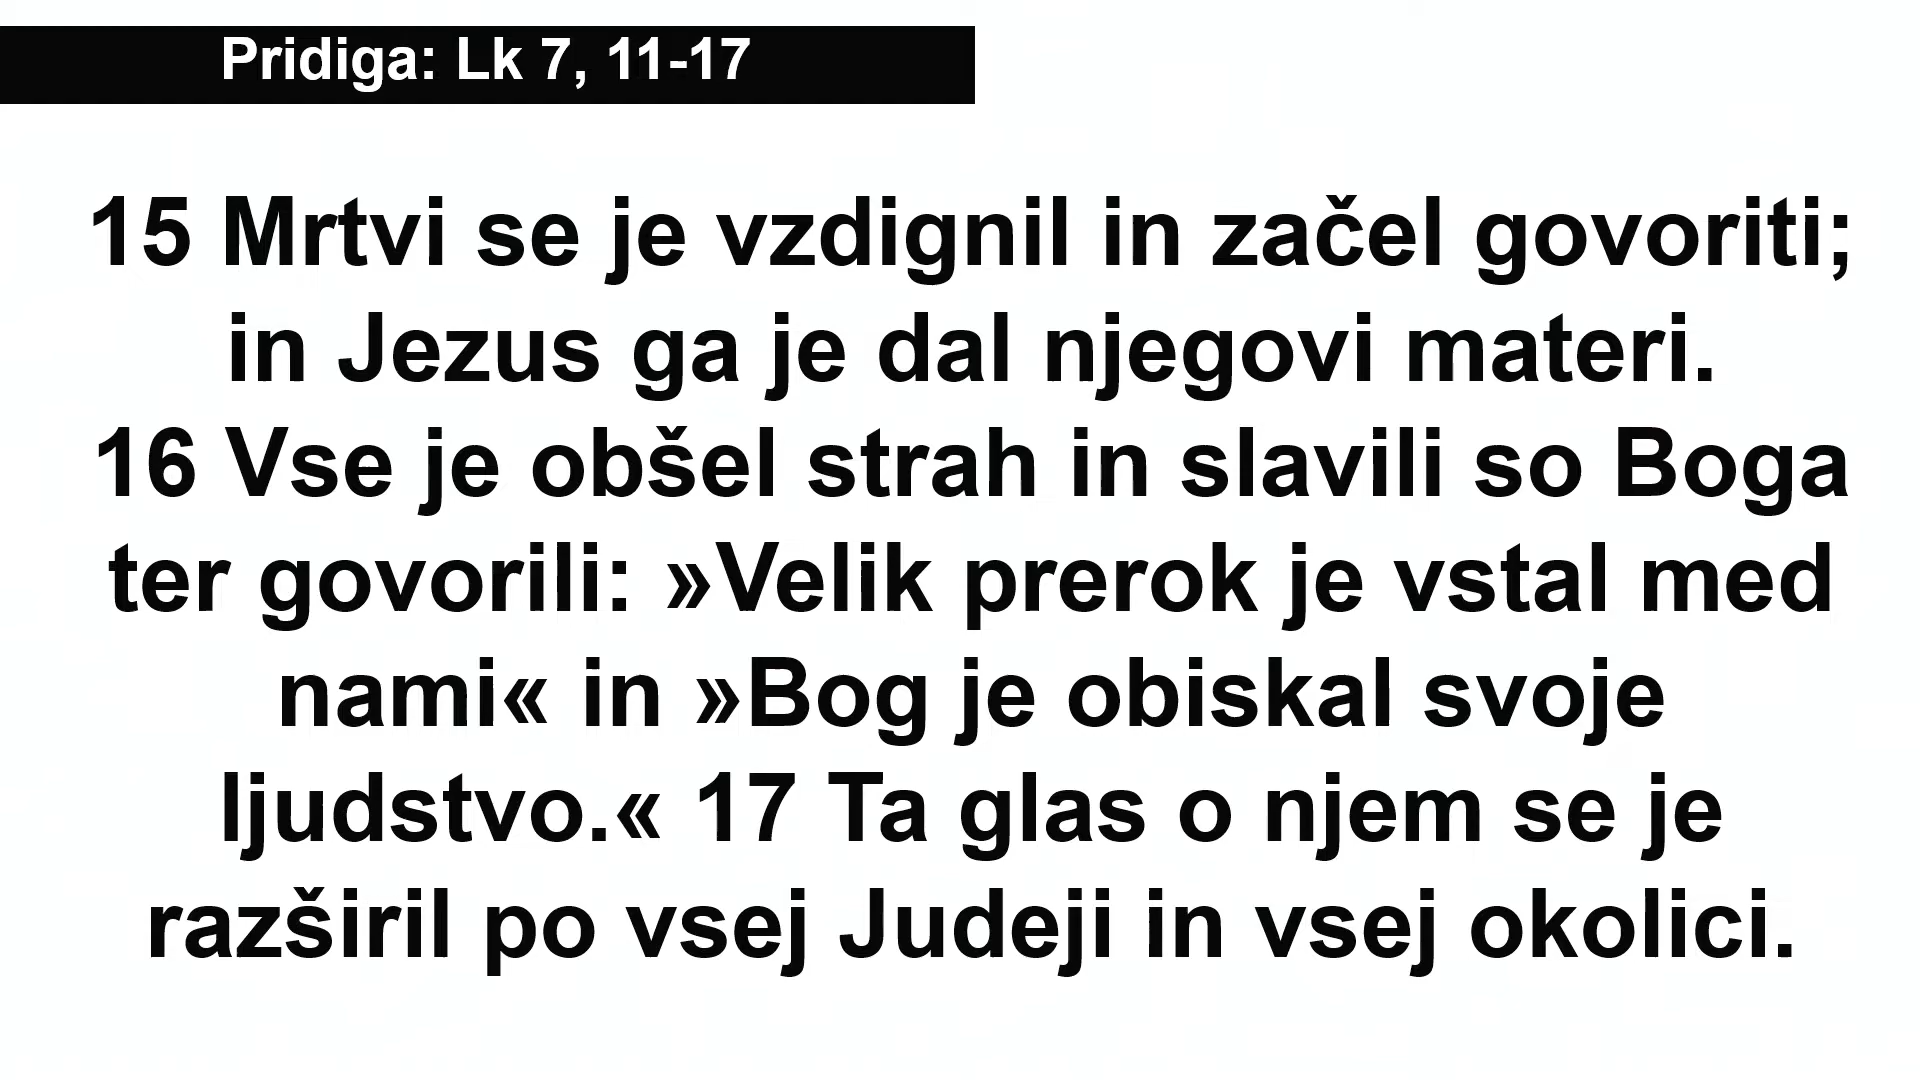 Pridiga: Lk 7, 11-17
15 Mrtvi se je vzdignil in začel govoriti;
in Jezus ga je dal njegovi materi.
16 Vse je obšel strah in slavili so Boga
ter govorili: »Velik prerok je vstal med
nami« in »Bog je obiskal svoje
ljudstvo.« 17 Ta glas o njem se je
razširil po vsej Judeji in vsej okolici.